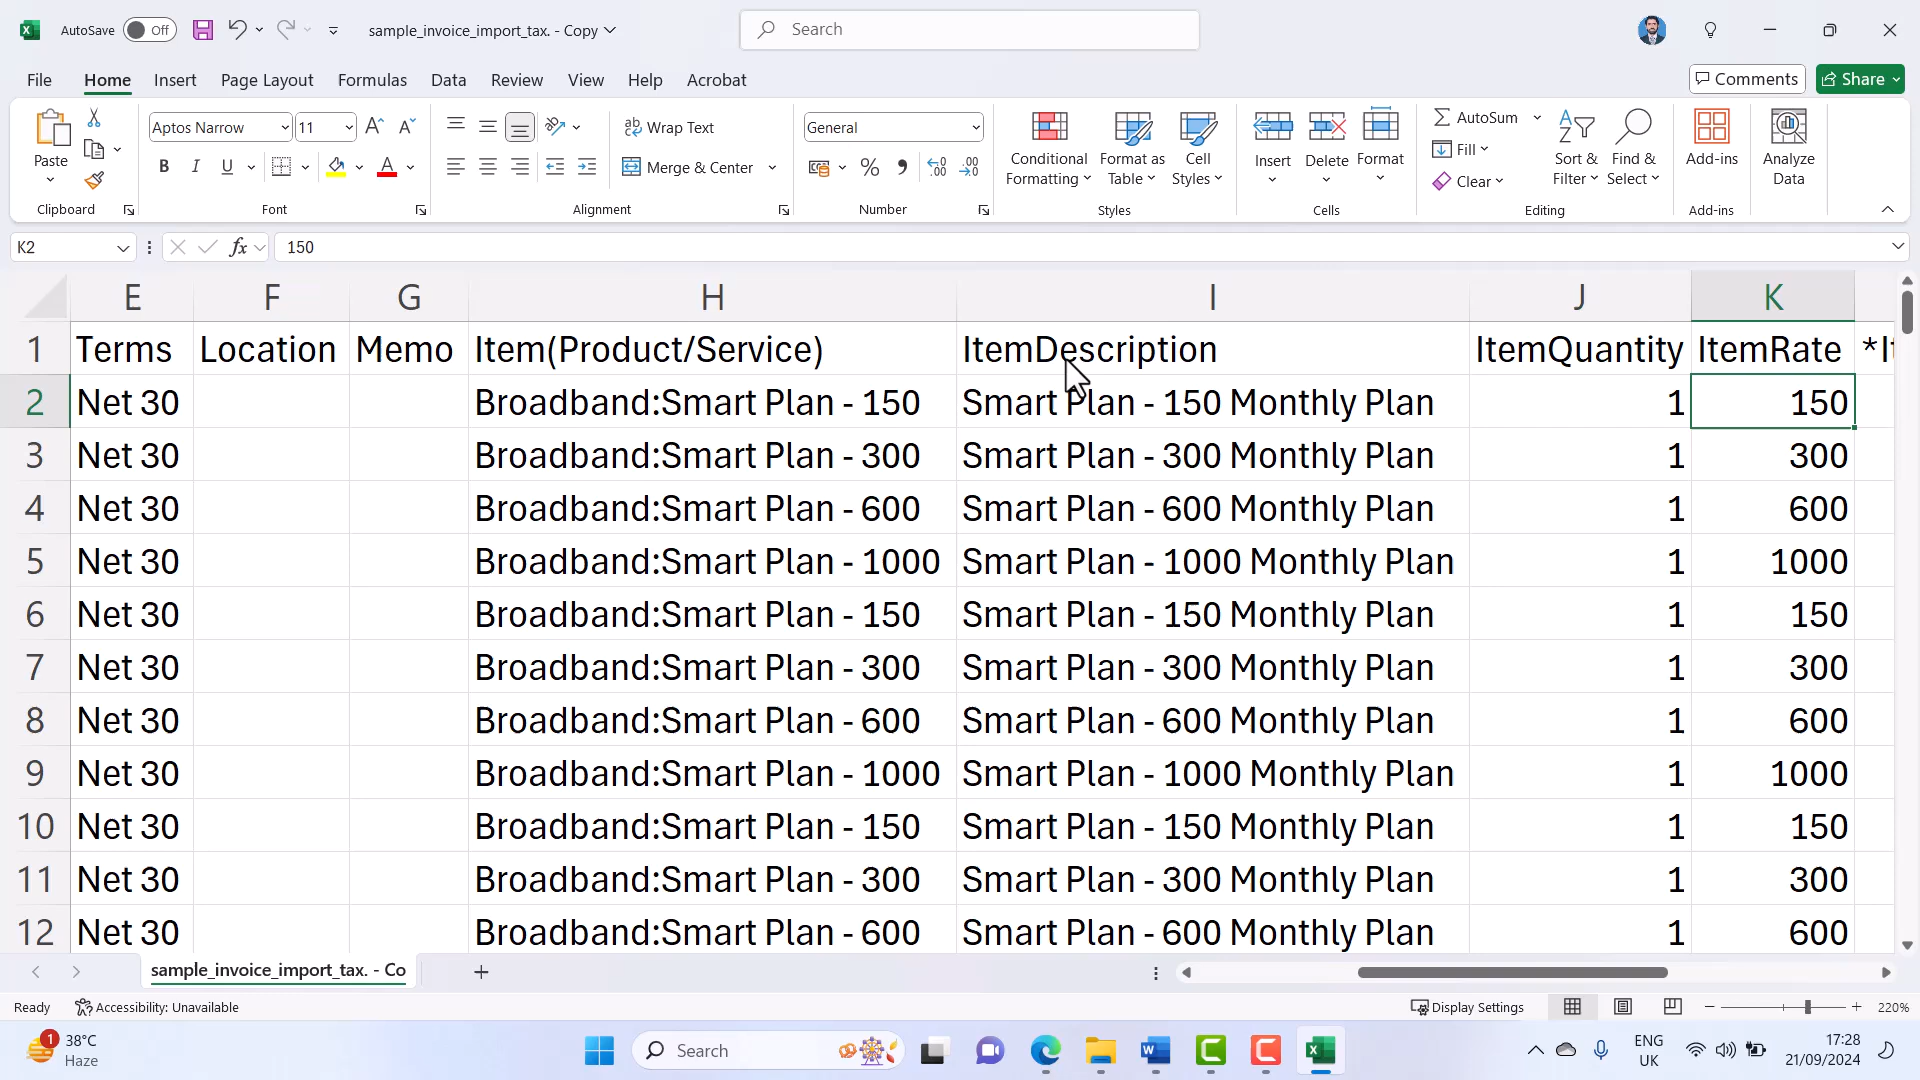 AutoSave Off sample_invoice_import_tax. - Copy Search
File Home Insert Page Layout Formulas Data Review View Help Acrobat Comments Share
Aptos Narrow 11 Wrap Text General AutoSum
Paste B I U Merge & Center % Conditional Formatting Format as Table Cell Styles Insert Delete Format Fill Clear Sort & Filter Find & Select Add-ins Analyze Data
Clipboard Font Alignment Number Styles Cells Editing Add-ins
K2 fx 150
E F G H I J K
1 Terms Location Memo Item(Product/Service) ItemDescription ItemQuantity ItemRate
2 Net 30 Broadband:Smart Plan - 150 Smart Plan - 150 Monthly Plan 1 150
3 Net 30 Broadband:Smart Plan - 300 Smart Plan - 300 Monthly Plan 1 300
4 Net 30 Broadband:Smart Plan - 600 Smart Plan - 600 Monthly Plan 1 600
5 Net 30 Broadband:Smart Plan - 1000 Smart Plan - 1000 Monthly Plan 1 1000
6 Net 30 Broadband:Smart Plan - 150 Smart Plan - 150 Monthly Plan 1 150
7 Net 30 Broadband:Smart Plan - 300 Smart Plan - 300 Monthly Plan 1 300
8 Net 30 Broadband:Smart Plan - 600 Smart Plan - 600 Monthly Plan 1 600
9 Net 30 Broadband:Smart Plan - 1000 Smart Plan - 1000 Monthly Plan 1 1000
10 Net 30 Broadband:Smart Plan - 150 Smart Plan - 150 Monthly Plan 1 150
11 Net 30 Broadband:Smart Plan - 300 Smart Plan - 300 Monthly Plan 1 300
12 Net 30 Broadband:Smart Plan - 600 Smart Plan - 600 Monthly Plan 1 600
sample_invoice_import_tax. - Co
Ready Accessibility: Unavailable Display Settings 220%
1 38°C Search ENG 17:28
Haze UK 21/09/2024